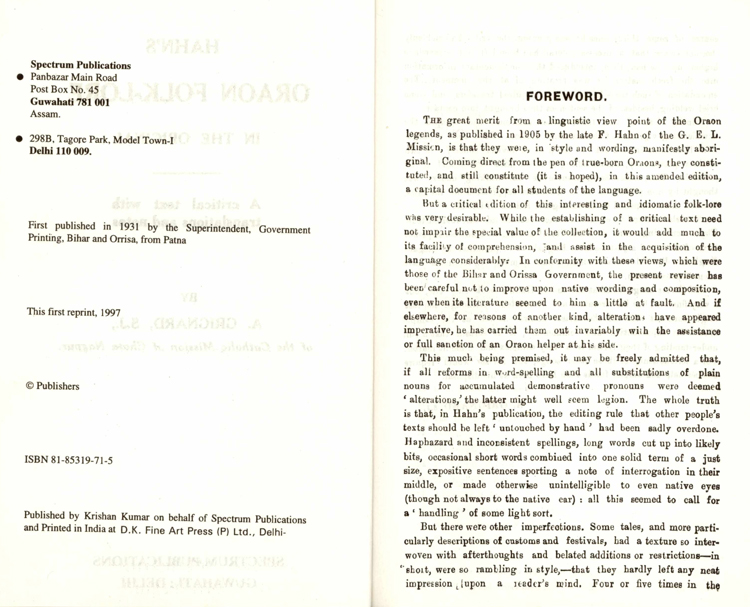 Spectrum Publications
● Panbazar Main Road
Post Box No. 45
Guwahati 781 001
Assam.
● 298B, Tagore Park, Model Town-I
Delhi 110 009.
First published in 1931 by the Superintendent, Government
Printing, Bihar and Orrisa, from Patna
This first reprint, 1997
© Publishers
ISBN 81-85319-71-5
Published by Krishan Kumar on behalf of Spectrum Publications
and Printed in India at D.K. Fine Art Press (P) Ltd., Delhi-
FOREWORD.
THE great merit from a linguistic view point of the Oraon
legends, as published in 1905 by the late F. Hahn of the G. E. L.
Mission, is that they were, in style and wording, manifestly abori-
ginal. Coming direct from the pen of true-born Oraons, they consti-
tuted, and still constitute (it is hoped), in this amended edition,
a capital document for all students of the language.
But a critical edition of this interesting and idiomatic folk-lore
was very desirable. While the establishing of a critical text need
not impair the special value of the collection, it would add much to
its facility of comprehension, and assist in the acquisition of the
language considerably. In conformity with these views, which were
those of the Bihar and Orissa Government, the present reviser has
been careful not to improve upon native wording and composition,
even when its literature seemed to him a little at fault. And if
elsewhere, for reasons of another kind, alterations have appeared
imperative, he has carried them out invariably with the assistance
or full sanction of an Oraon helper at his side.
This much being premised, it may be freely admitted that,
if all reforms in word-spelling and all substitutions of plain
nouns for accumulated demonstrative pronouns were deemed
' alterations,' the latter might well seem legion. The whole truth
is that, in Hahn's publication, the editing rule that other people's
texts should be left ' untouched by hand ' had been sadly overdone.
Haphazard and inconsistent spellings, long words cut up into likely
bits, occasional short words combined into one solid term of a just
size, expositive sentences sporting a note of interrogation in their
middle, or made otherwise unintelligible to even native eyes
(though not always to the native ear) : all this seemed to call for
a ' handling ' of some light sort.
But there were other imperfections. Some tales, and more parti-
cularly descriptions of customs and festivals, had a texture so inter-
woven with afterthoughts and belated additions or restrictions—in
short, were so rambling in style,—that they hardly left any neat
impression upon a reader's mind. Four or five times in the